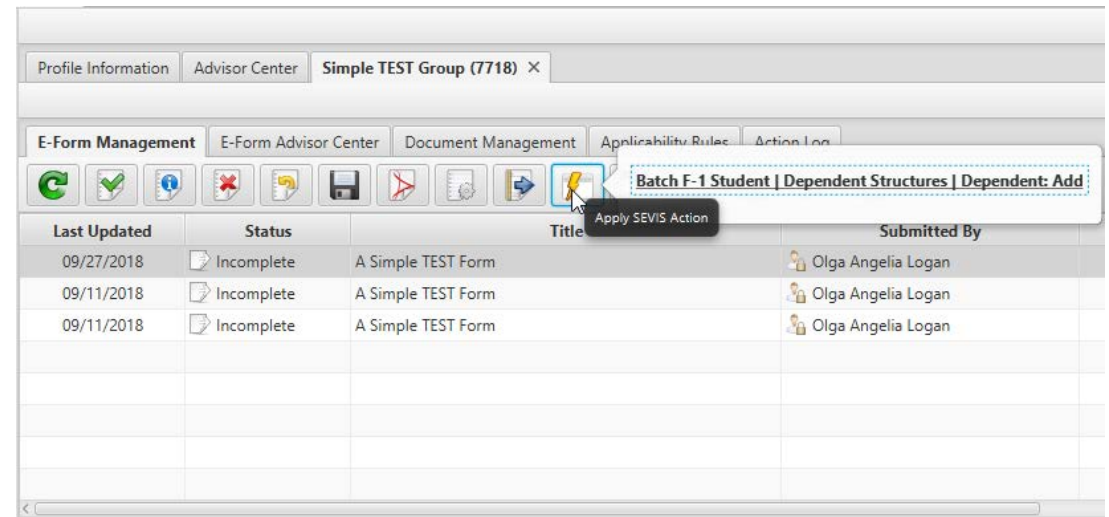 Profile Information Advisor Center Simple TEST Group (7718) ×
E-Form Management E-Form Advisor Center Document Management Applicability Rules Action Log
Batch F-1 Student | Dependent Structures | Dependent: Add
Apply SEVIS Action
Last Updated Status Title Submitted By
09/27/2018 Incomplete A Simple TEST Form Olga Angelia Logan
09/11/2018 Incomplete A Simple TEST Form Olga Angelia Logan
09/11/2018 Incomplete A Simple TEST Form Olga Angelia Logan